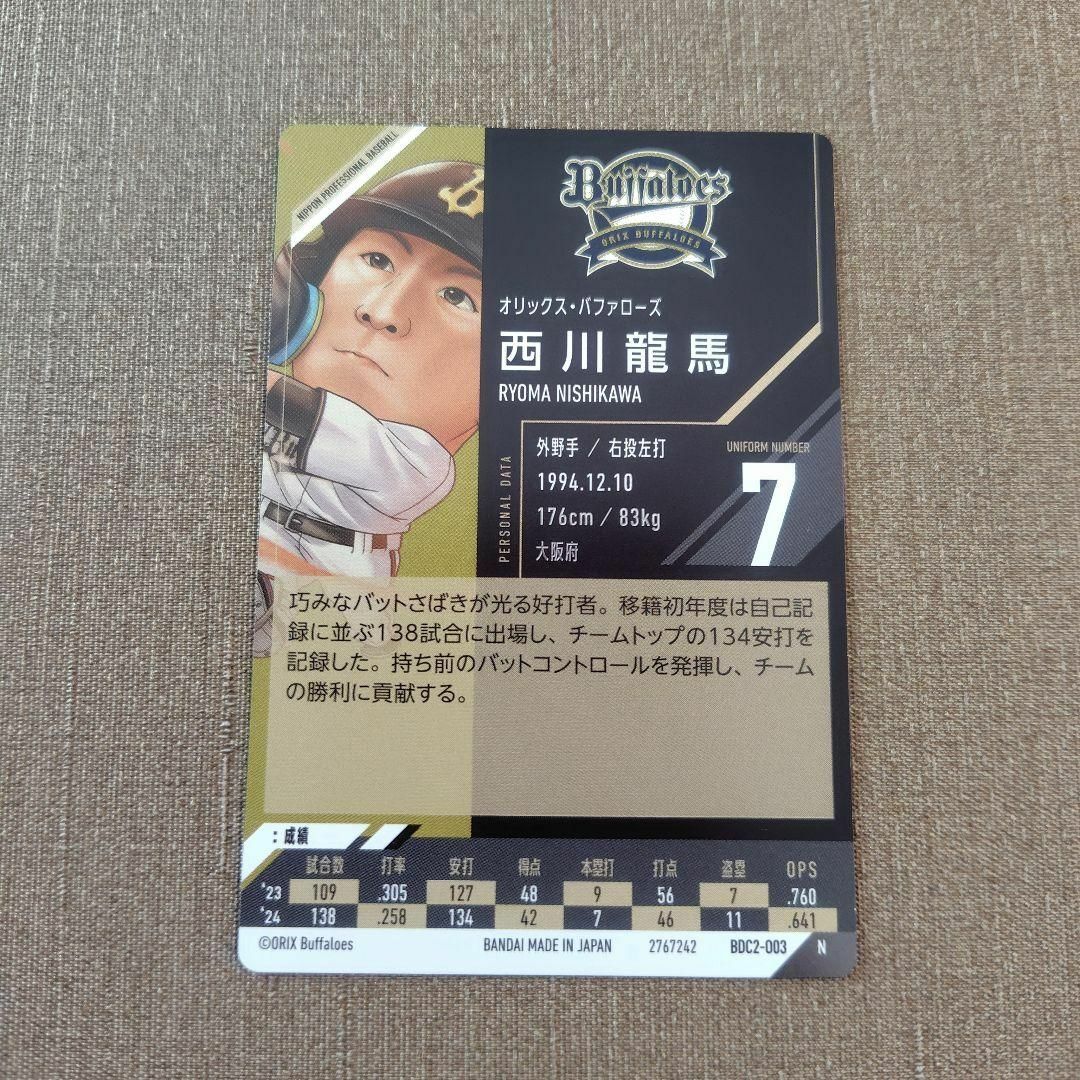 NIPPON PROFESSIONAL BASEBALL
B
Buffaloes
ORIX BUFFALOES
オリックス・バファローズ
西川龍馬
RYOMA NISHIKAWA
PERSONAL DATA
外野手 / 右投左打
1994.12.10
176cm / 83kg
大阪府
UNIFORM NUMBER
7
巧みなバットさばきが光る好打者。移籍初年度は自己記
録に並ぶ138試合に出場し、チームトップの134安打を
記録した。持ち前のバットコントロールを発揮し、チーム
の勝利に貢献する。
：成績
試合数 打率 安打 得点 本塁打 打点 盗塁 OPS
'23 109 .305 127 48 9 56 7 .760
'24 138 .258 134 42 7 46 11 .641
©ORIX Buffaloes BANDAI MADE IN JAPAN 2767242 BDC2-003 N